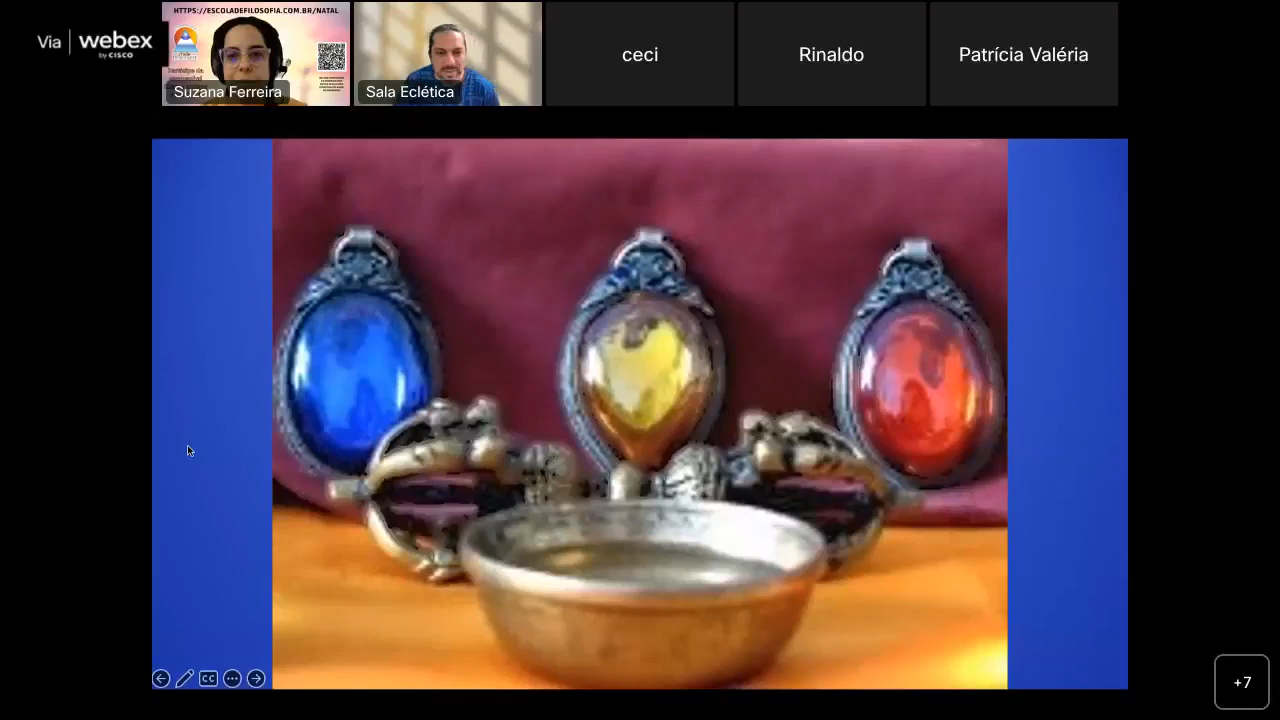 HTTPS://ESCOLADEFILOSOFIA.COM.BR/NATAL
Via | webex
by CISCO
Suzana Ferreira
Sala Eclética
ceci
Rinaldo
Patrícia Valéria
CC
+7